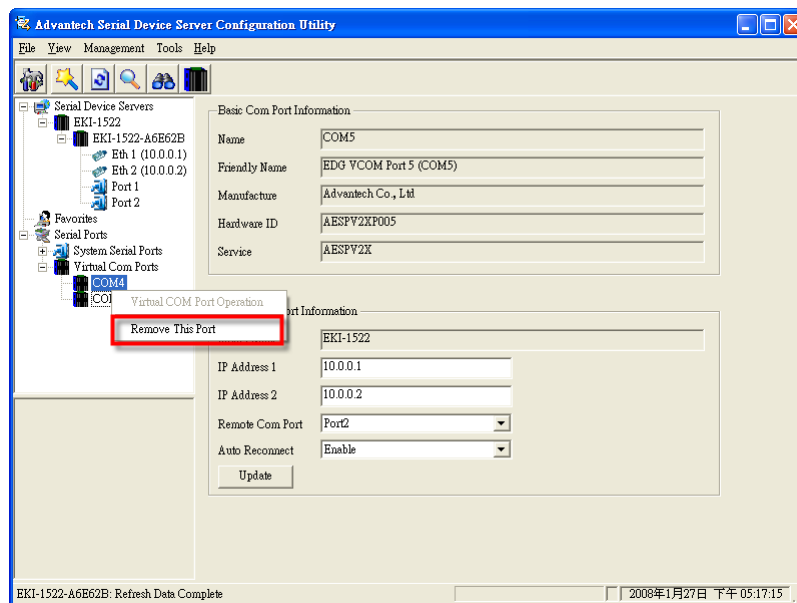 Advantech Serial Device Server Configuration Utility
File View Management Tools Help
Serial Device Servers
EKI-1522
EKI-1522-A6E62B
Eth 1 (10.0.0.1)
Eth 2 (10.0.0.2)
Port 1
Port 2
Favorites
Serial Ports
System Serial Ports
Virtual Com Ports
COM4
Virtual COM Port Operation
Remove This Port
Basic Com Port Information
Name COM5
Friendly Name EDG VCOM Port 5 (COM5)
Manufacture Advantech Co., Ltd
Hardware ID AESPV2XP005
Service AESPV2X
Information
EKI-1522
IP Address 1 10.0.0.1
IP Address 2 10.0.0.2
Remote Com Port Port2
Auto Reconnect Enable
Update
EKI-1522-A6E62B: Refresh Data Complete
2008年1月27日 下午 05:17:15